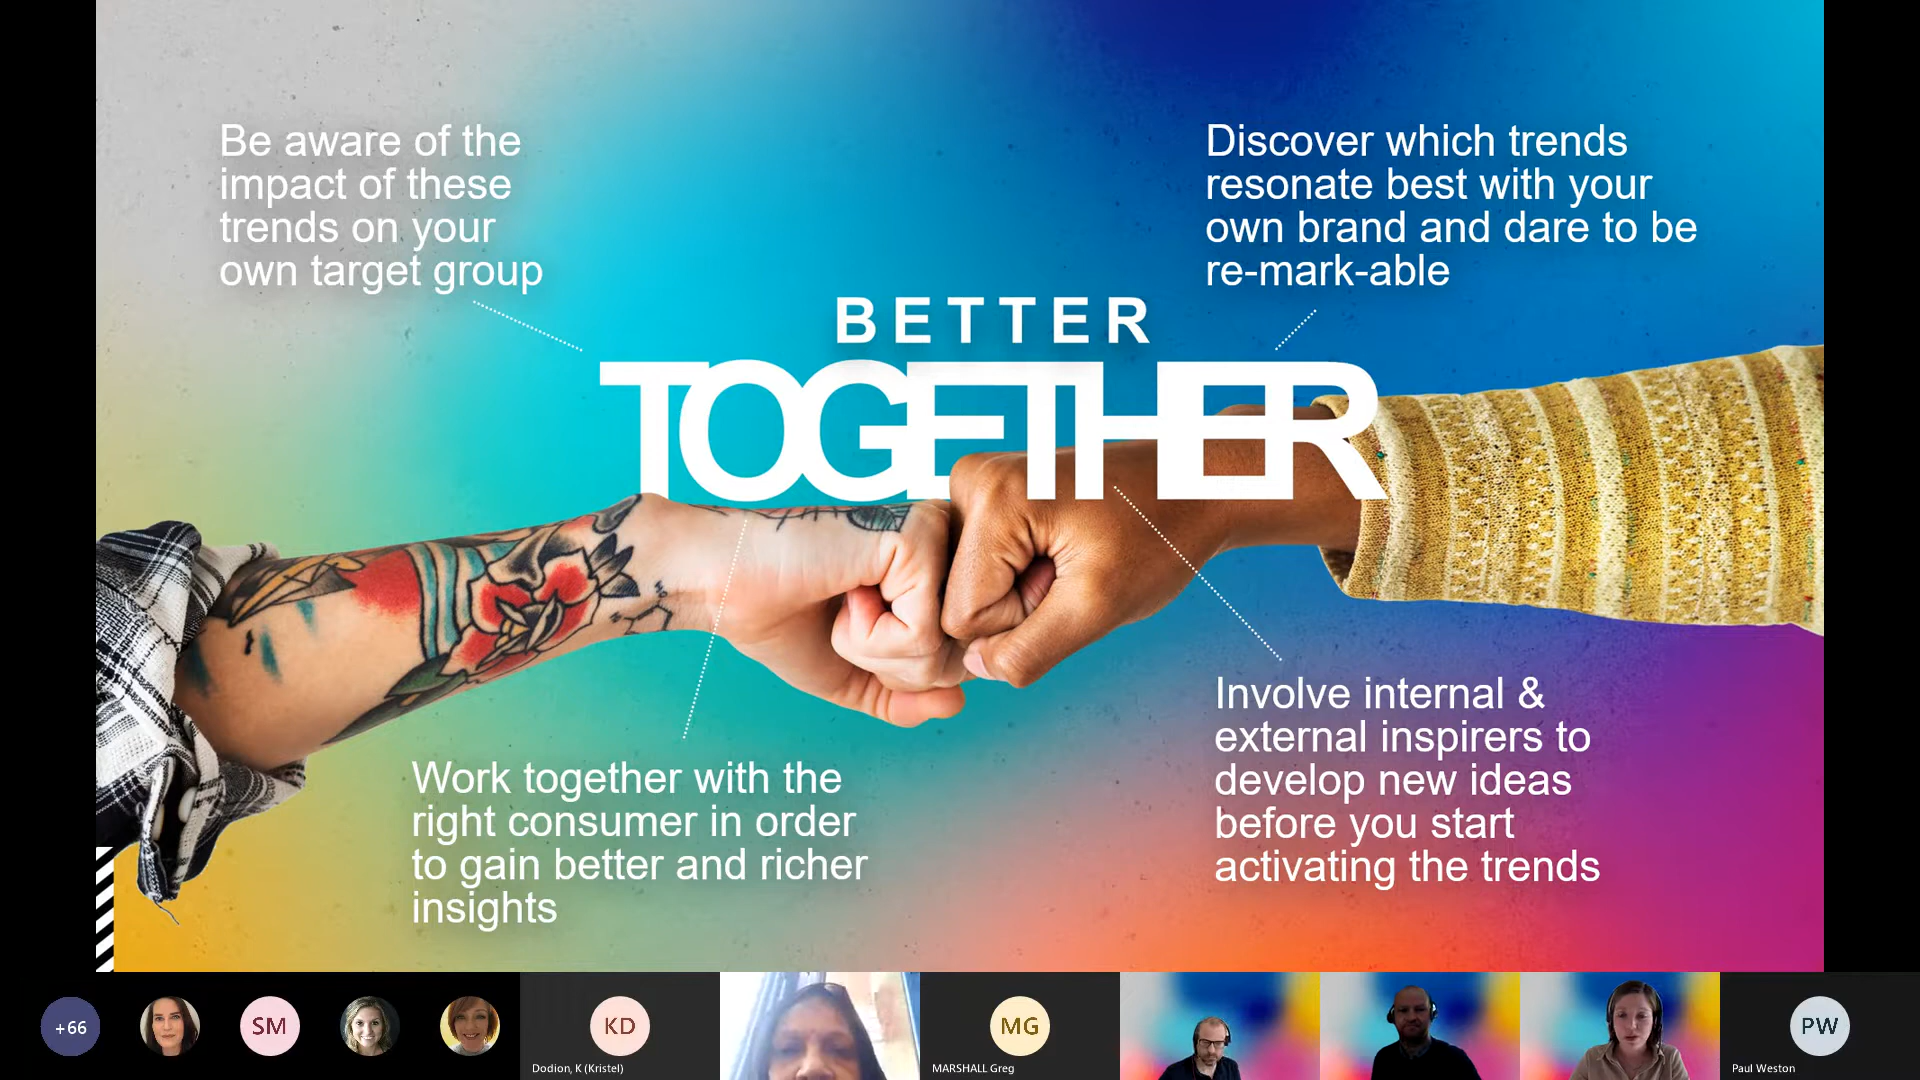 Be aware of the
impact of these
trends on your
own target group
Discover which trends
resonate best with your
own brand and dare to be
re-mark-able
BETTER
TOGETHER
Work together with the
right consumer in order
to gain better and richer
insights
Involve internal &
external inspirers to
develop new ideas
before you start
activating the trends
+66
SM
KD
Dodion, K (Kristel)
MG
MARSHALL Greg
PW
Paul Weston